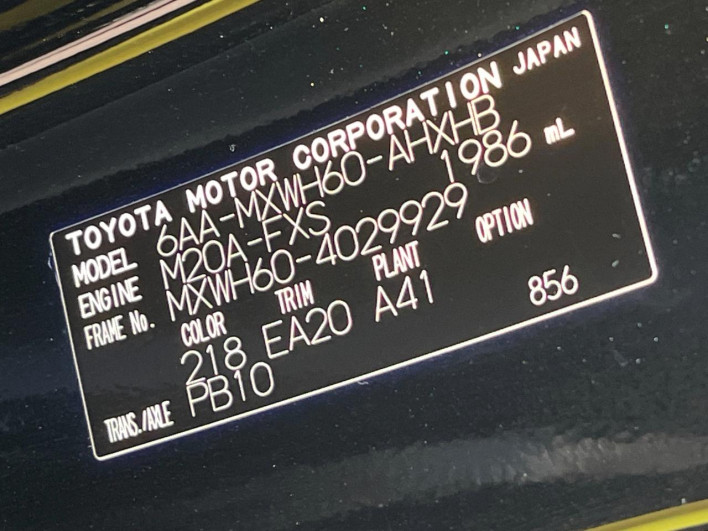 TOYOTA MOTOR CORPORATION JAPAN
MODEL 6AA-MXWH60-AHXHB
ENGINE M20A-FXS 1986 mL
FRAME No. MXWH60-4029929
COLOR TRIM PLANT OPTION
218 EA20 A41 856
TRANS./AXLE PB10